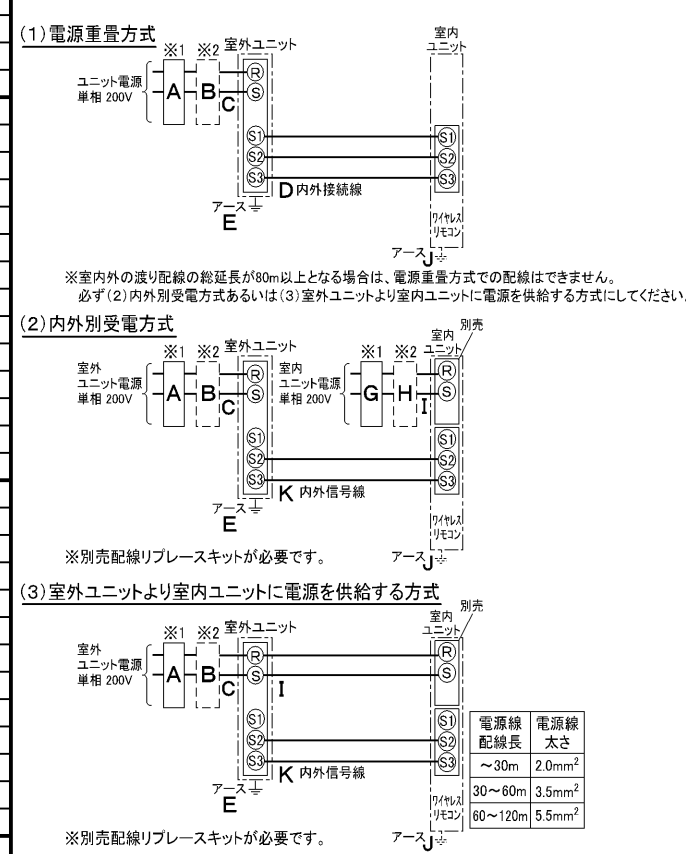 (1)電源重畳方式
※1 ※2 室外ユニット
室内
ユニット
ユニット電源
単相 200V
A B C
R
S
S1 S1
S2 S2
S3 S3
D 内外接続線
アース
E
ワイヤレス
リモコン
アース J
※室内外の渡り配線の総延長が80m以上となる場合は、電源重畳方式での配線はできません。
必ず(2)内外別受電方式あるいは(3)室外ユニットより室内ユニットに電源を供給する方式にしてください。
(2)内外別受電方式
※1 ※2 室外ユニット
※1 ※2
室内
ユニット
別売
室外
ユニット電源
単相 200V
A B C
R
S
室内
ユニット電源
単相 200V
G H I
R
S
S1 S1
S2 S2
S3 S3
K 内外信号線
アース
E
ワイヤレス
リモコン
※別売配線リプレースキットが必要です。
アース J
(3)室外ユニットより室内ユニットに電源を供給する方式
※1 ※2 室外ユニット
室内
ユニット
別売
室外
ユニット電源
単相 200V
A B C
R R
S S
I
S1 S1
S2 S2
S3 S3
K 内外信号線
アース
E
ワイヤレス
リモコン
※別売配線リプレースキットが必要です。
アース J
電源線 電源線
配線長 太さ
～30m 2.0mm²
30～60m 3.5mm²
60～120m 5.5mm²